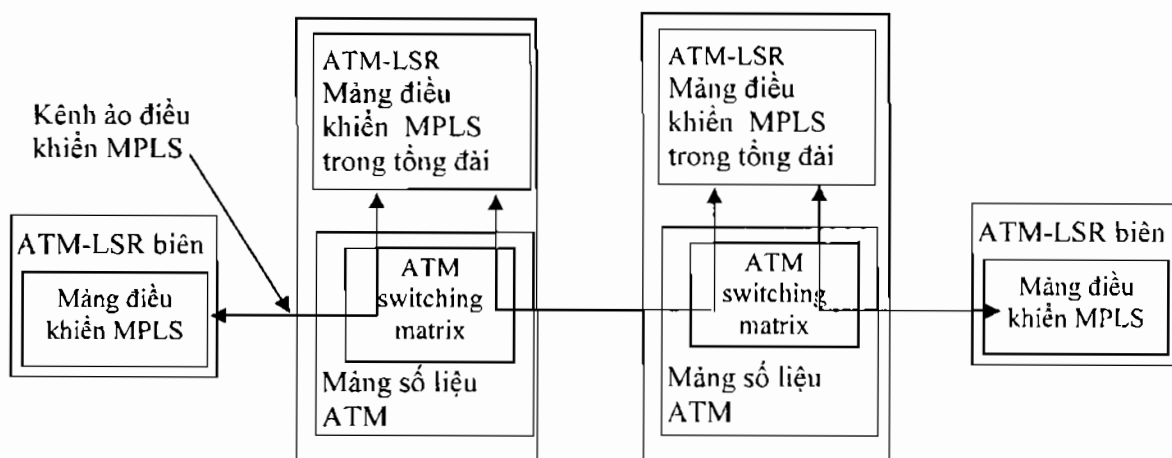 ATM-LSR
Mảng điều
khiển MPLS
trong tổng đài
ATM-LSR
Mảng điều
khiển MPLS
trong tổng đài
Kênh ảo điều
khiển MPLS
ATM-LSR biên
Mảng điều
khiển MPLS
ATM
switching
matrix
Mảng số liệu
ATM
ATM
switching
matrix
Mảng số liệu
ATM
ATM-LSR biên
Mảng điều
khiển MPLS